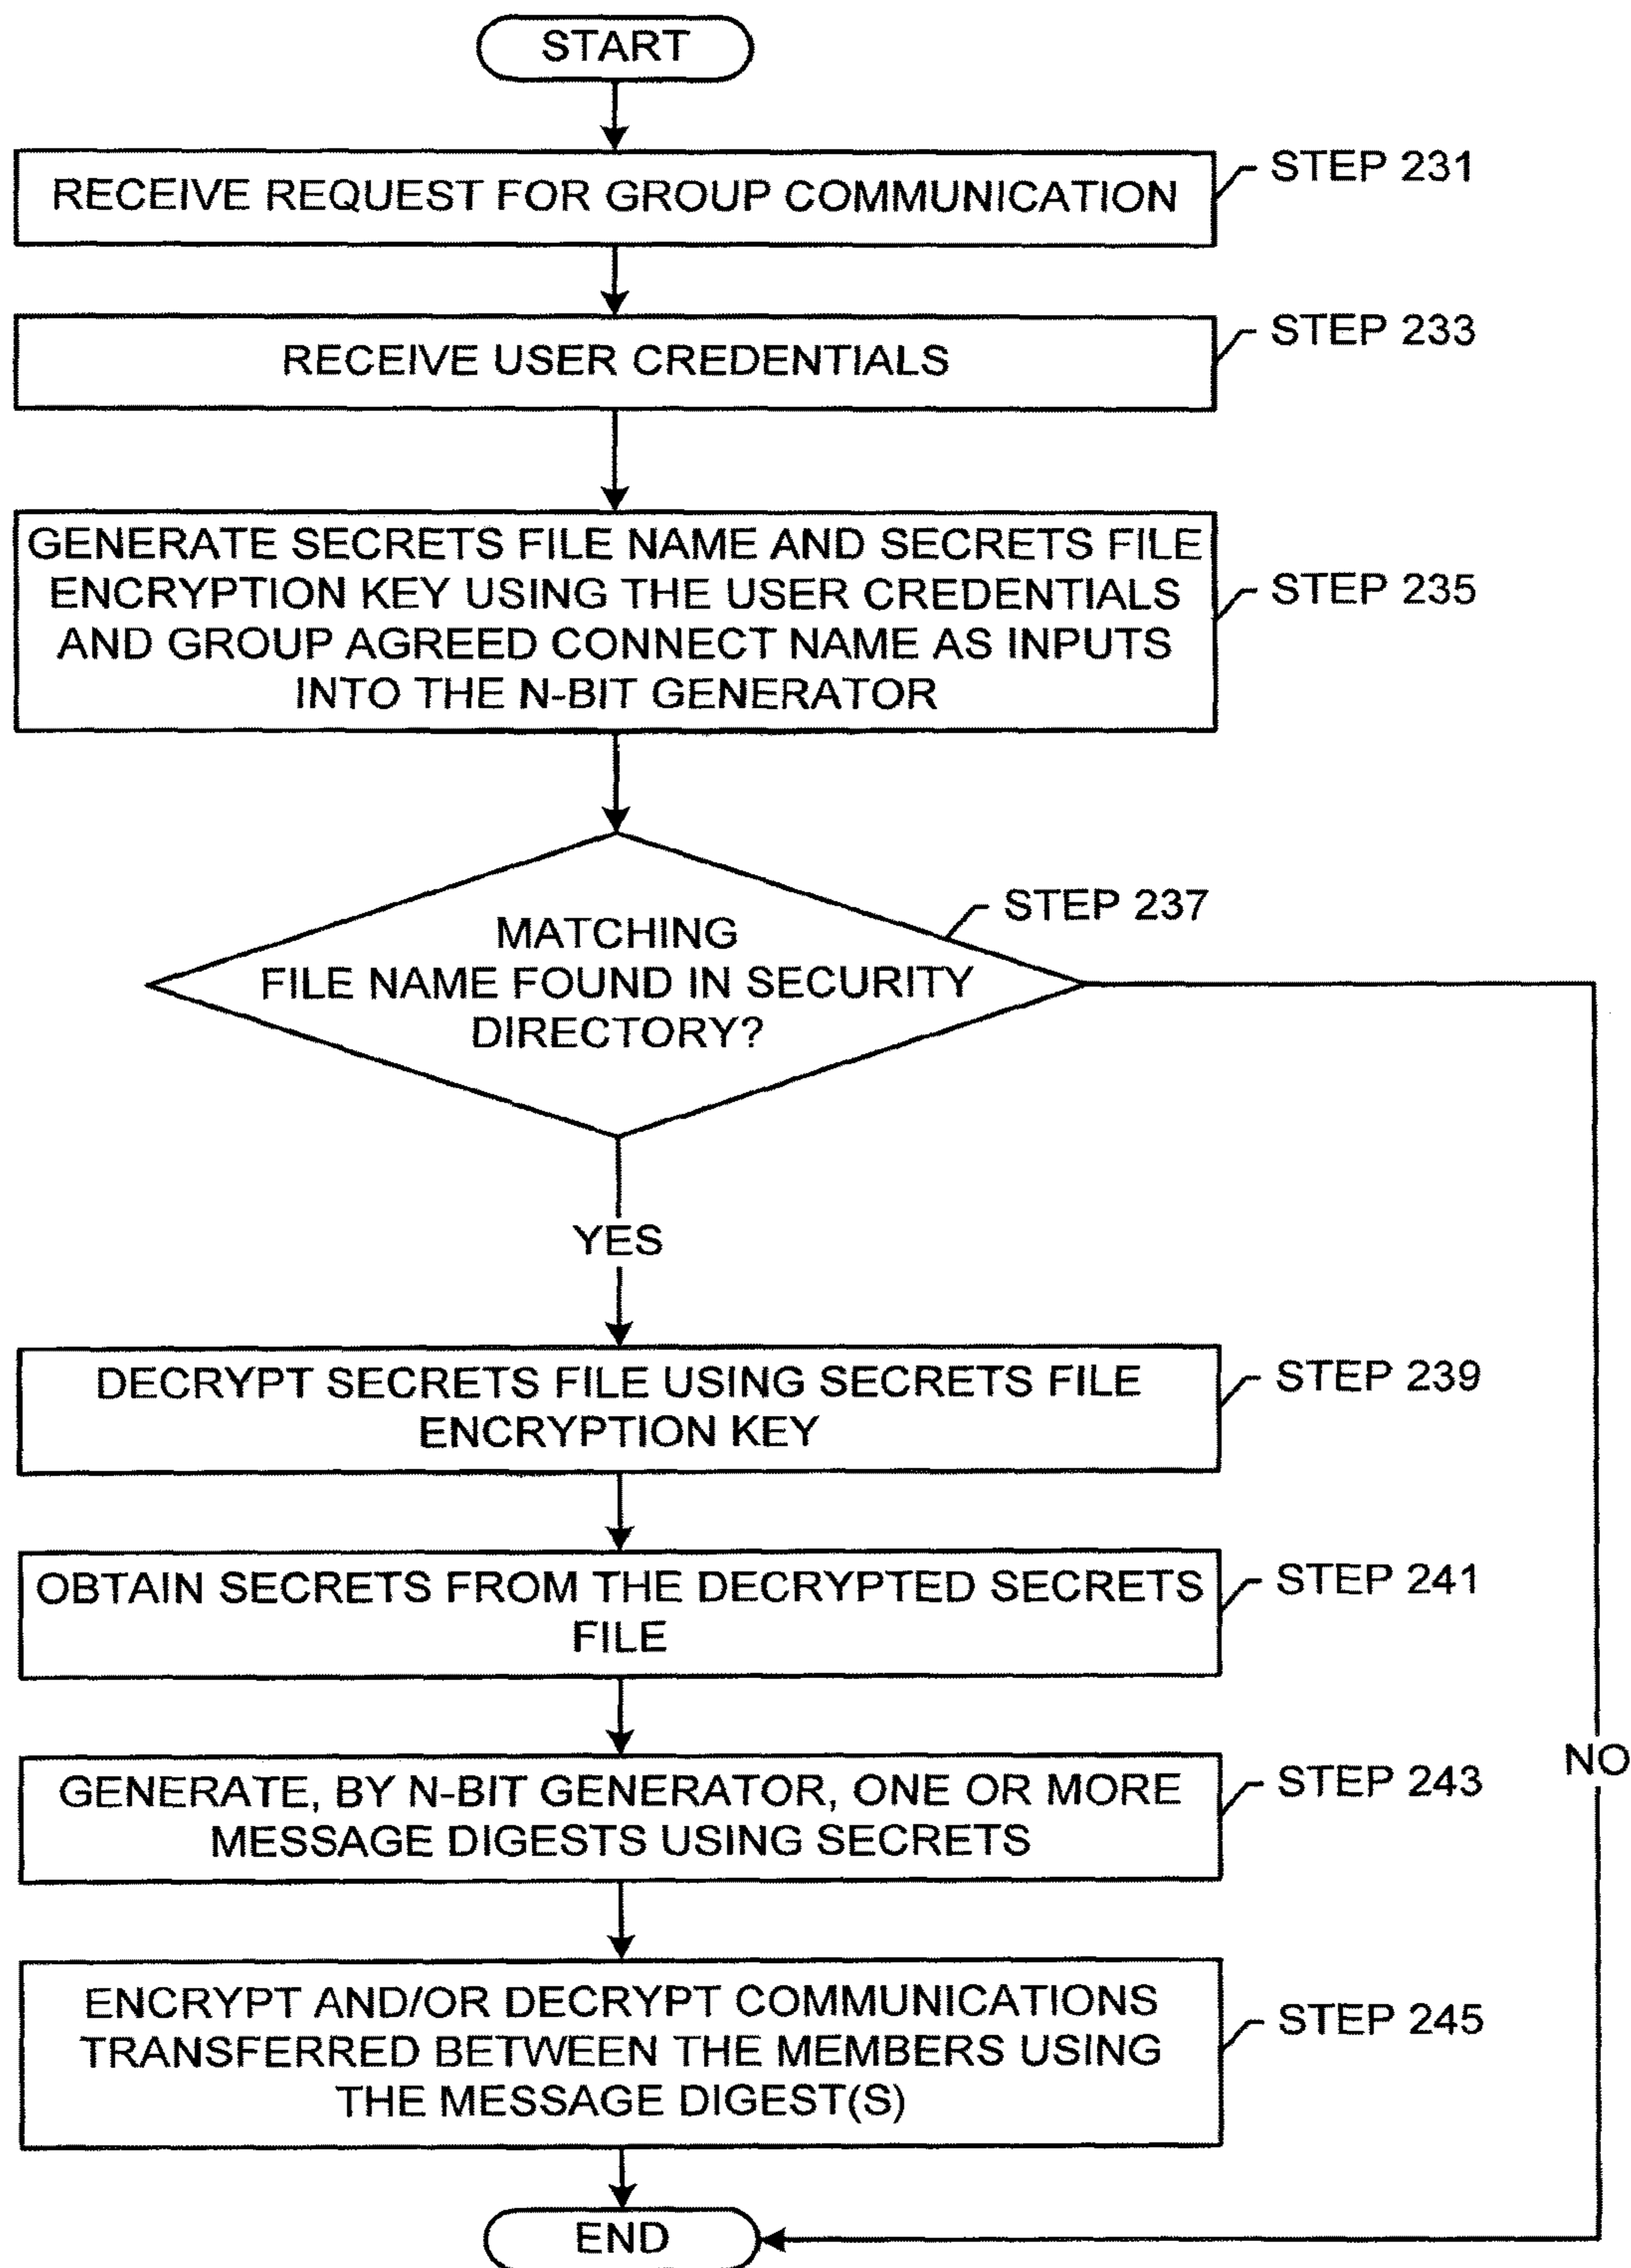 START
RECEIVE REQUEST FOR GROUP COMMUNICATION
STEP 231
RECEIVE USER CREDENTIALS
STEP 233
GENERATE SECRETS FILE NAME AND SECRETS FILE
ENCRYPTION KEY USING THE USER CREDENTIALS
AND GROUP AGREED CONNECT NAME AS INPUTS
INTO THE N-BIT GENERATOR
STEP 235
MATCHING
FILE NAME FOUND IN SECURITY
DIRECTORY?
STEP 237
YES
DECRYPT SECRETS FILE USING SECRETS FILE
ENCRYPTION KEY
STEP 239
OBTAIN SECRETS FROM THE DECRYPTED SECRETS
FILE
STEP 241
NO
GENERATE, BY N-BIT GENERATOR, ONE OR MORE
MESSAGE DIGESTS USING SECRETS
STEP 243
ENCRYPT AND/OR DECRYPT COMMUNICATIONS
TRANSFERRED BETWEEN THE MEMBERS USING
THE MESSAGE DIGEST(S)
STEP 245
END